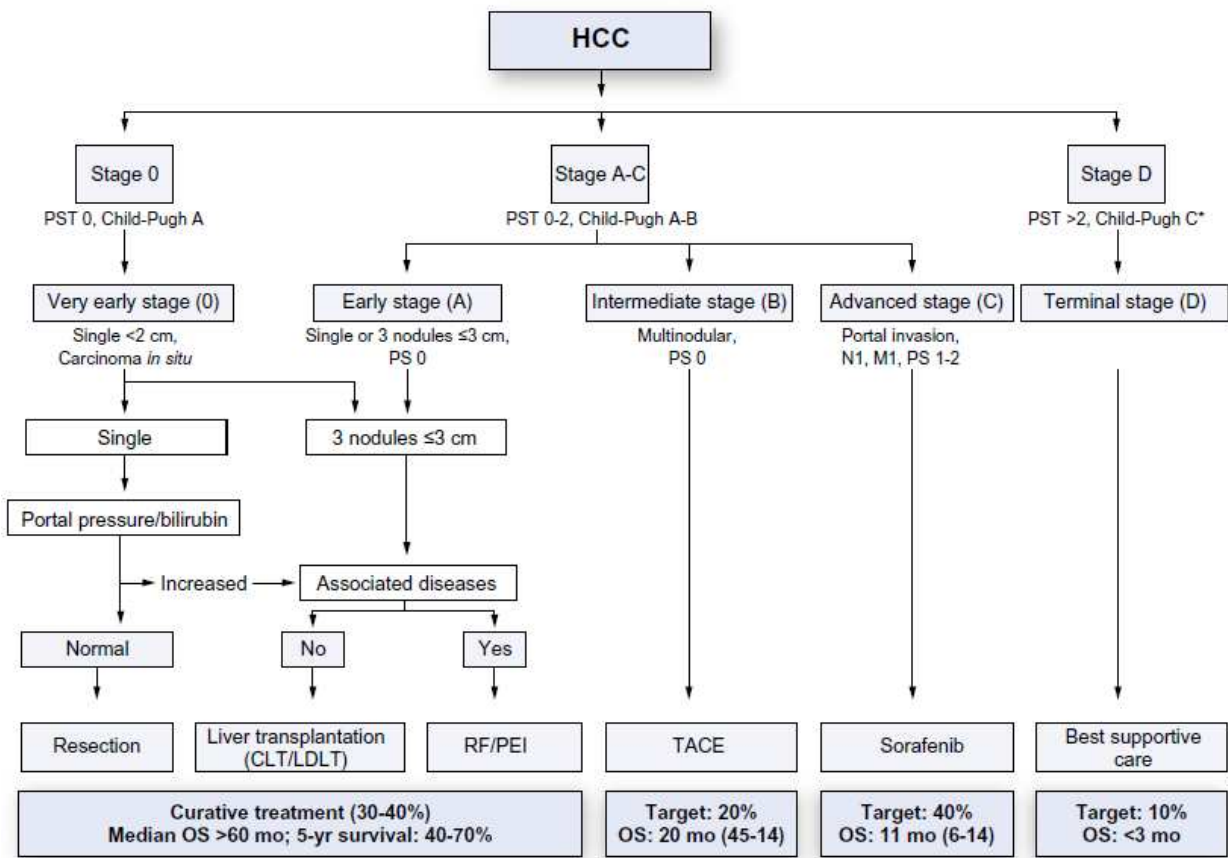 HCC
Stage 0
Stage A-C
Stage D
PST 0, Child-Pugh A
PST 0-2, Child-Pugh A-B
PST >2, Child-Pugh C*
Very early stage (0)
Early stage (A)
Intermediate stage (B)
Advanced stage (C)
Terminal stage (D)
Single <2 cm,
Carcinoma in situ
Single or 3 nodules ≤3 cm,
PS 0
Multinodular,
PS 0
Portal invasion,
N1, M1, PS 1-2
Single
3 nodules ≤3 cm
Portal pressure/bilirubin
Increased
Associated diseases
Normal
No
Yes
Resection
Liver transplantation
(CLT/LDLT)
RF/PEI
TACE
Sorafenib
Best supportive
care
Curative treatment (30-40%)
Median OS >60 mo; 5-yr survival: 40-70%
Target: 20%
OS: 20 mo (45-14)
Target: 40%
OS: 11 mo (6-14)
Target: 10%
OS: <3 mo